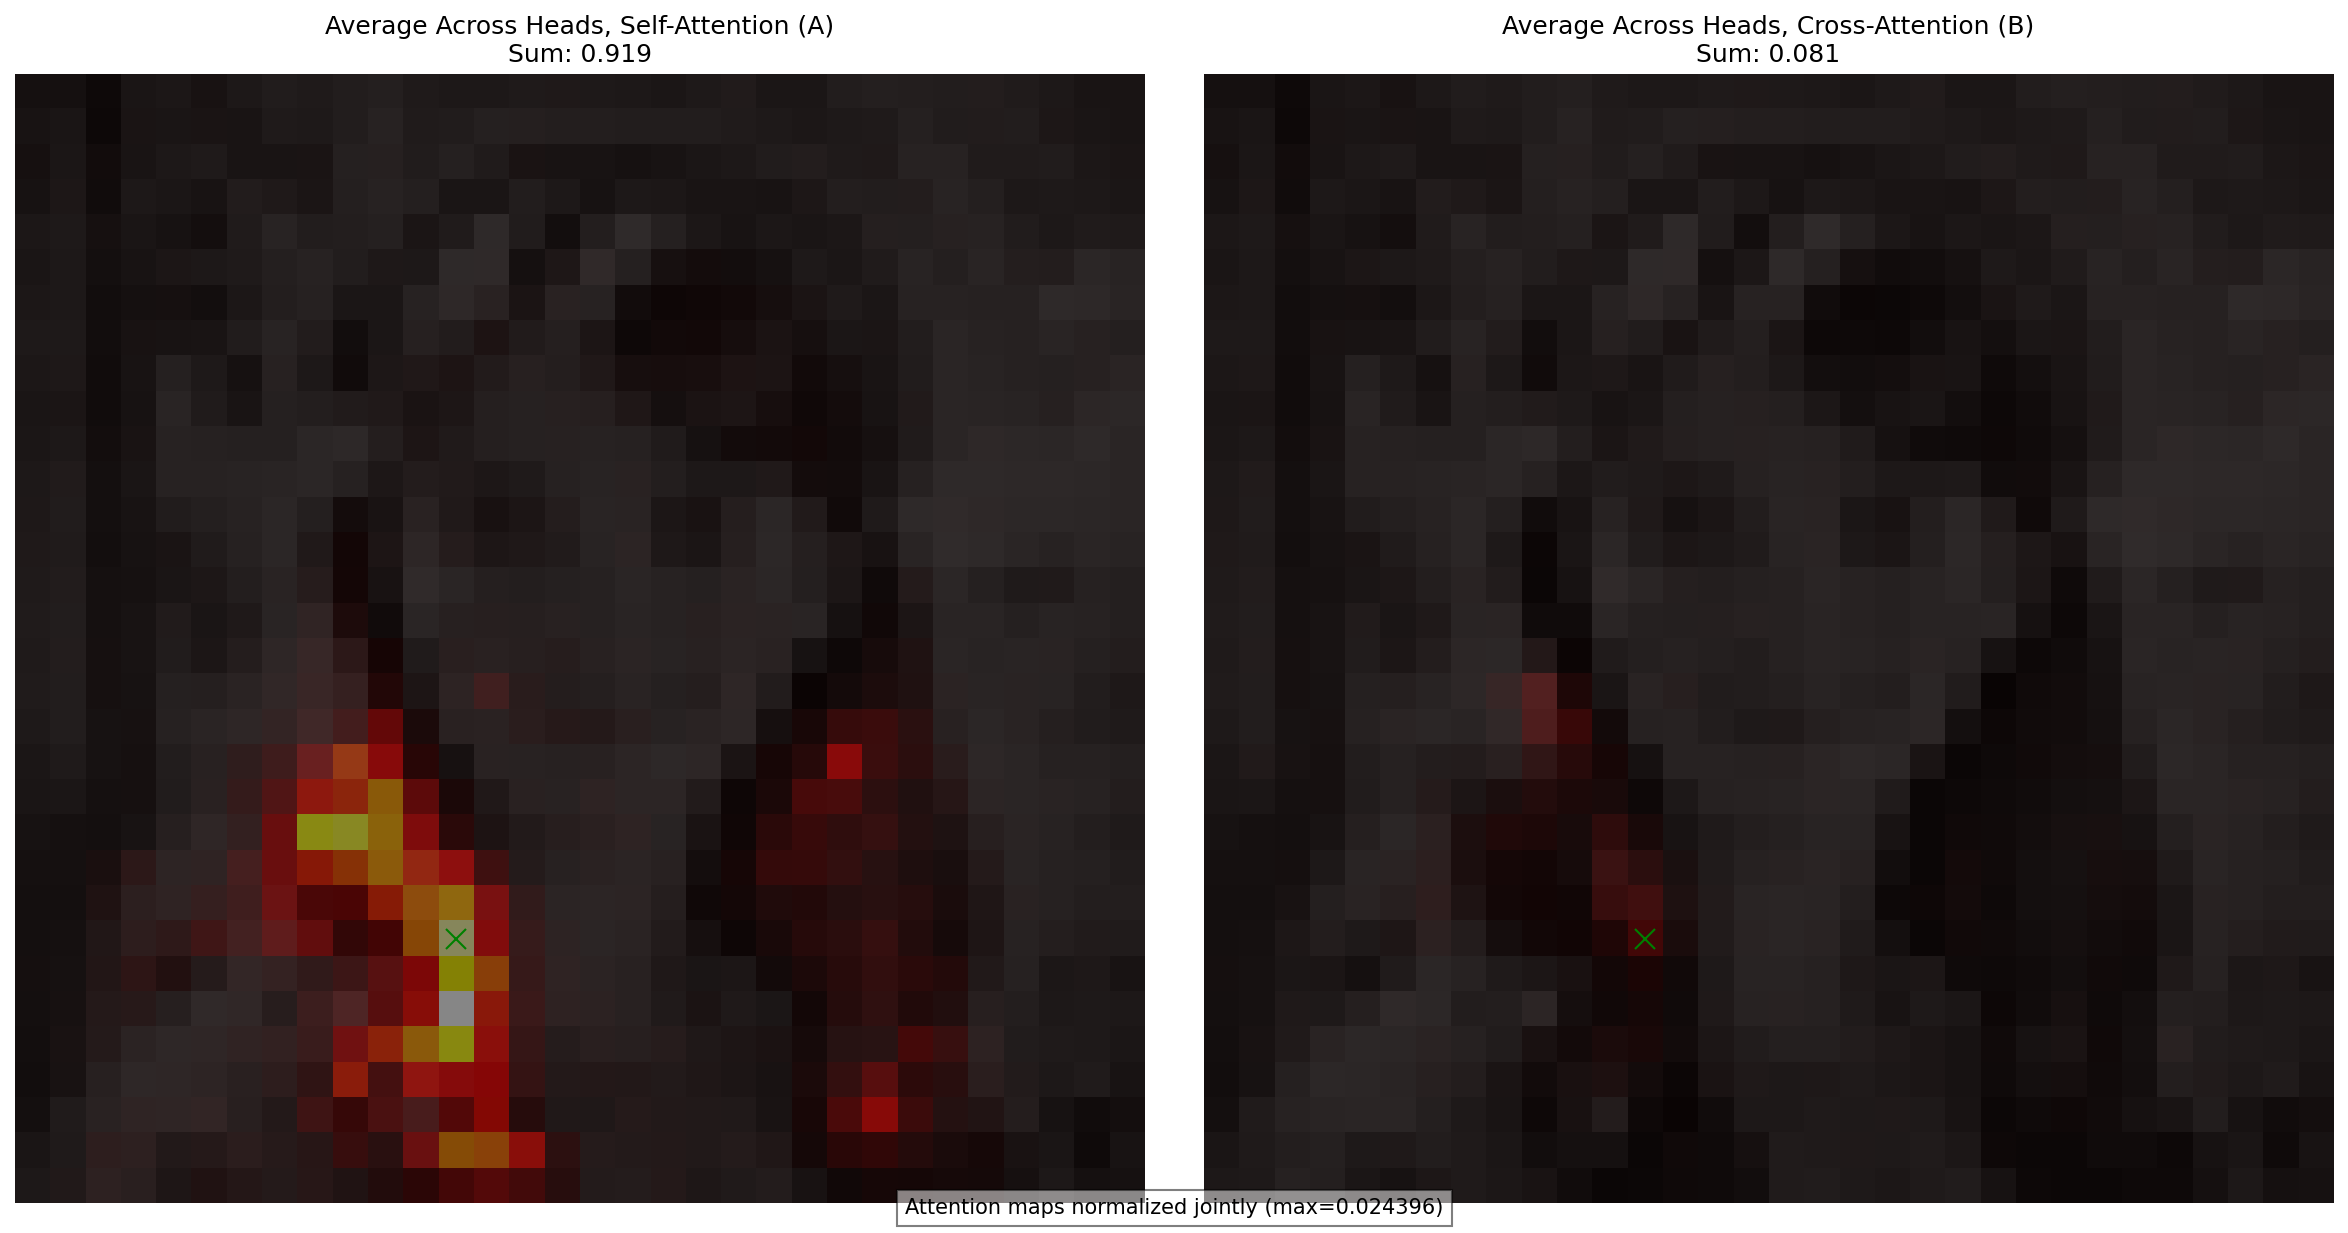 Average Across Heads, Self-Attention (A)
Sum: 0.919
Average Across Heads, Cross-Attention (B)
Sum: 0.081
Attention maps normalized jointly (max=0.024396)